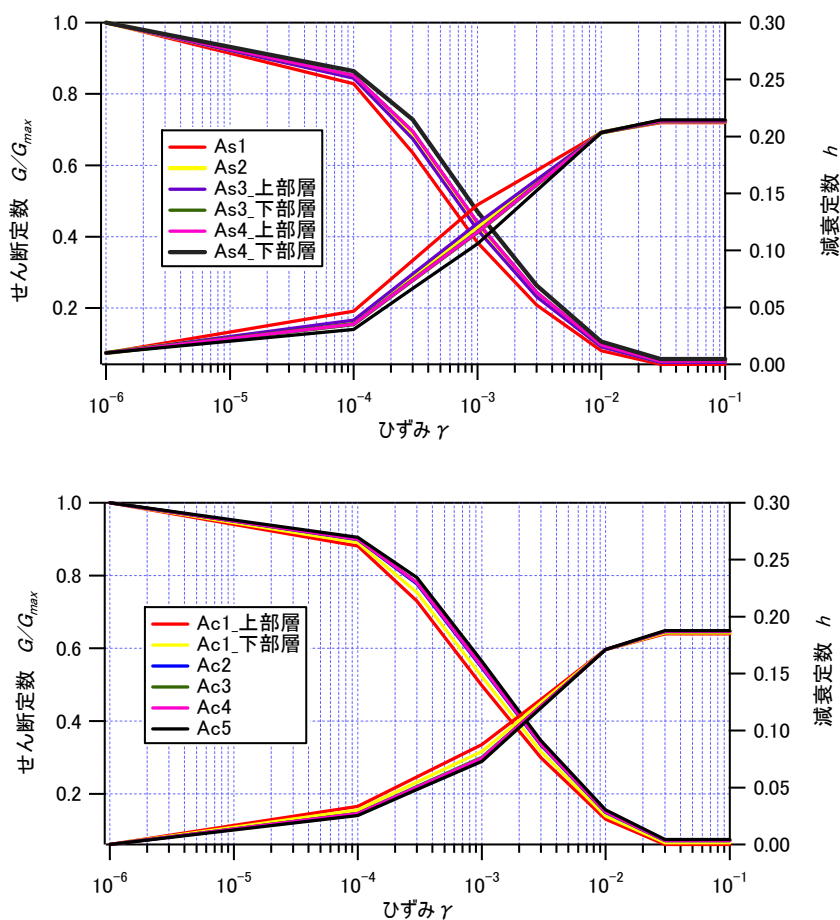 1.0
0.8
0.6
0.4
0.2
せん断定数 G/Gmax
As1
As2
As3_上部層
As3_下部層
As4_上部層
As4_下部層
0.30
0.25
0.20
0.15
0.10
0.05
0.00
減衰定数 h
10-6
10-5
10-4
10-3
10-2
10-1
ひずみ γ
1.0
0.8
0.6
0.4
0.2
せん断定数 G/Gmax
Ac1_上部層
Ac1_下部層
Ac2
Ac3
Ac4
Ac5
0.30
0.25
0.20
0.15
0.10
0.05
0.00
減衰定数 h
10-6
10-5
10-4
10-3
10-2
10-1
ひずみ γ